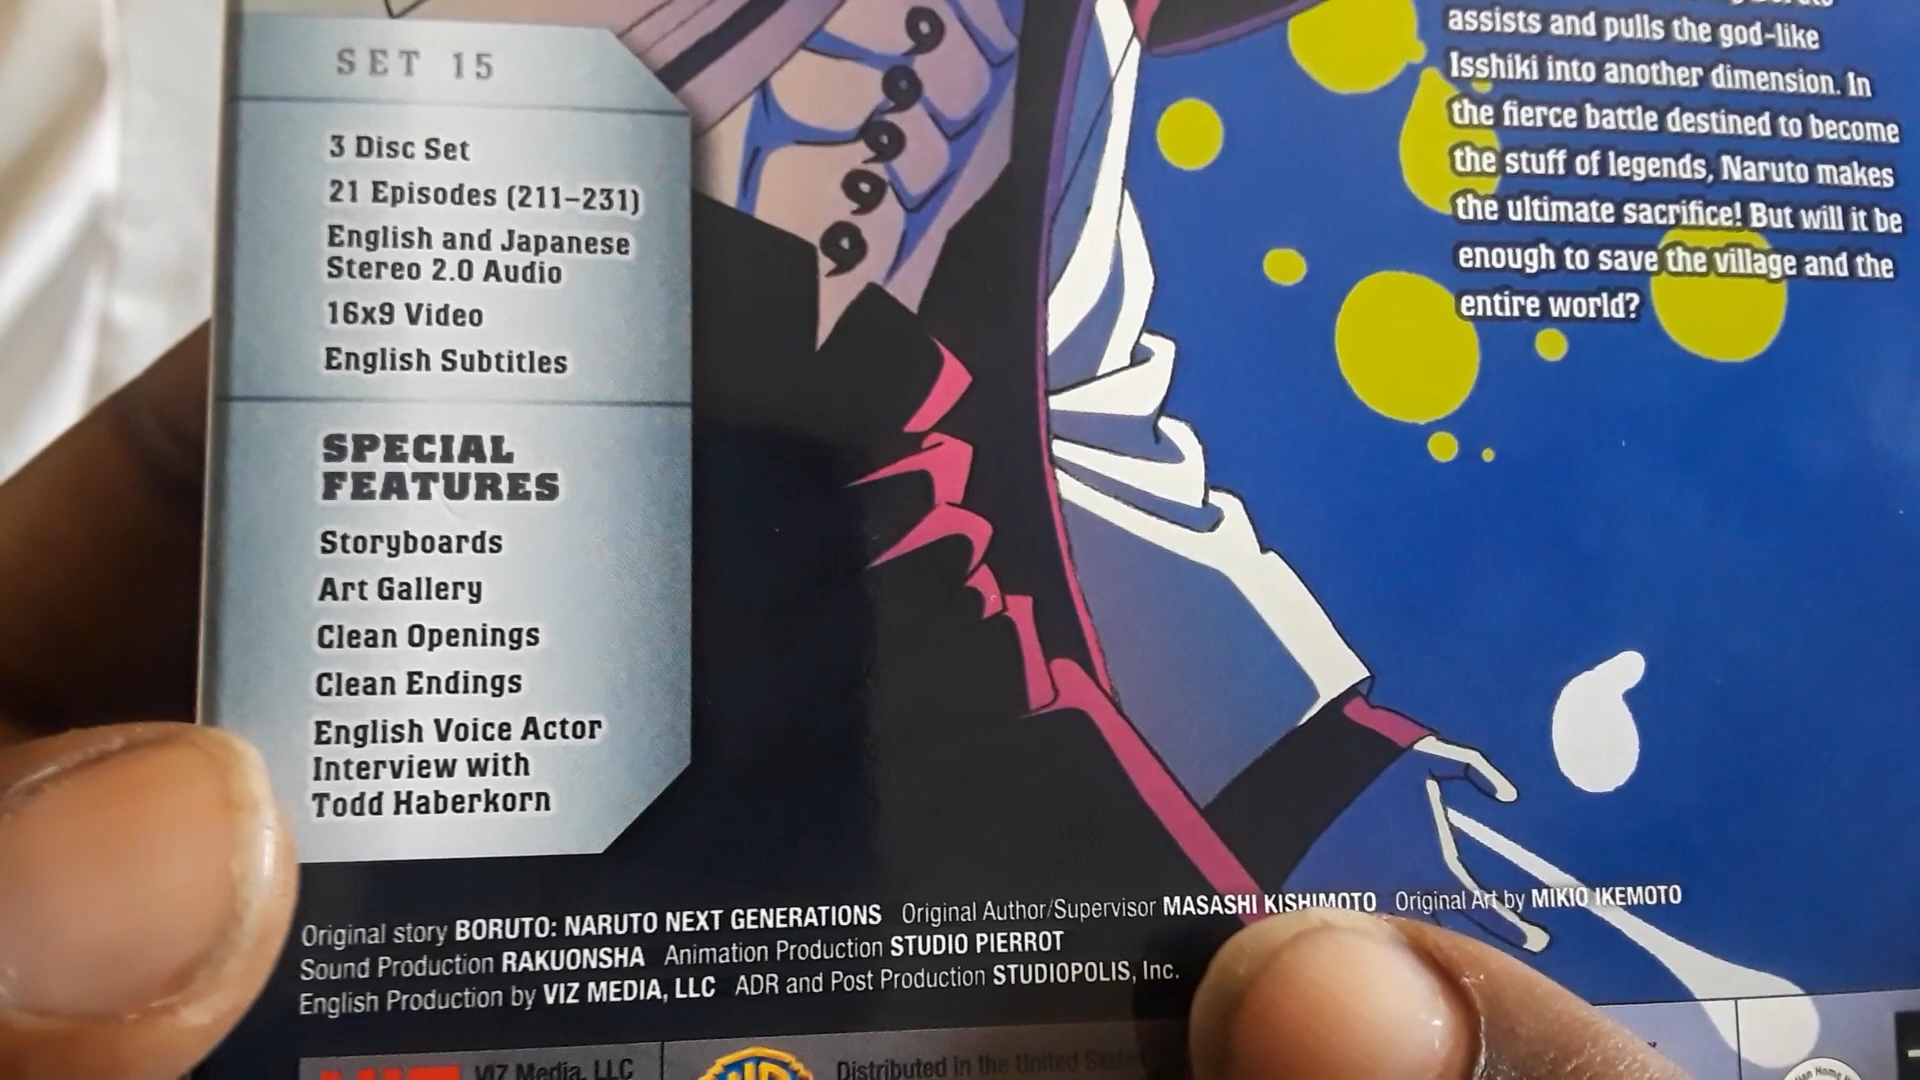 SET 15
3 Disc Set
21 Episodes (211–231)
English and Japanese
Stereo 2.0 Audio
16x9 Video
English Subtitles
SPECIAL
FEATURES
Storyboards
Art Gallery
Clean Openings
Clean Endings
English Voice Actor
Interview with
Todd Haberkorn
assists and pulls the god-like
Isshiki into another dimension. In
the fierce battle destined to become
the stuff of legends, Naruto makes
the ultimate sacrifice! But will it be
enough to save the village and the
entire world?
Original story BORUTO: NARUTO NEXT GENERATIONS Original Author/Supervisor MASASHI KISHIMOTO Original Art by MIKIO IKEMOTO
Sound Production RAKUONSHA Animation Production STUDIO PIERROT
English Production by VIZ MEDIA, LLC ADR and Post Production STUDIOPOLIS, Inc.
VIZ Media, LLC
Distributed in the United